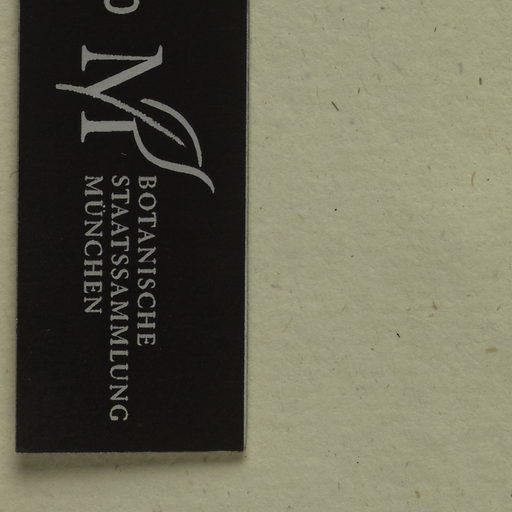 M
BOTANISCHE
STAATSSAMMLUNG
MÜNCHEN